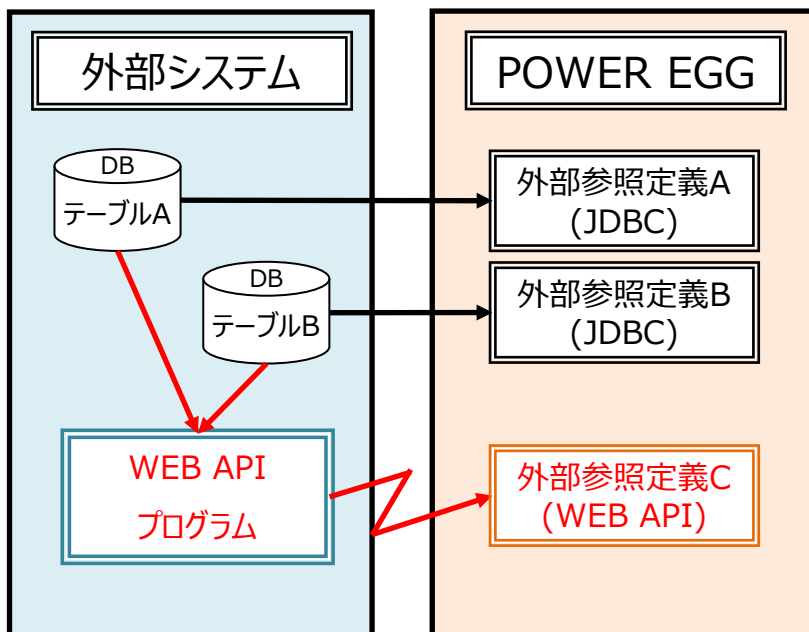 外部システム
POWER EGG
DB
テーブルA
外部参照定義A
(JDBC)
DB
テーブルB
外部参照定義B
(JDBC)
WEB API
プログラム
外部参照定義C
(WEB API)